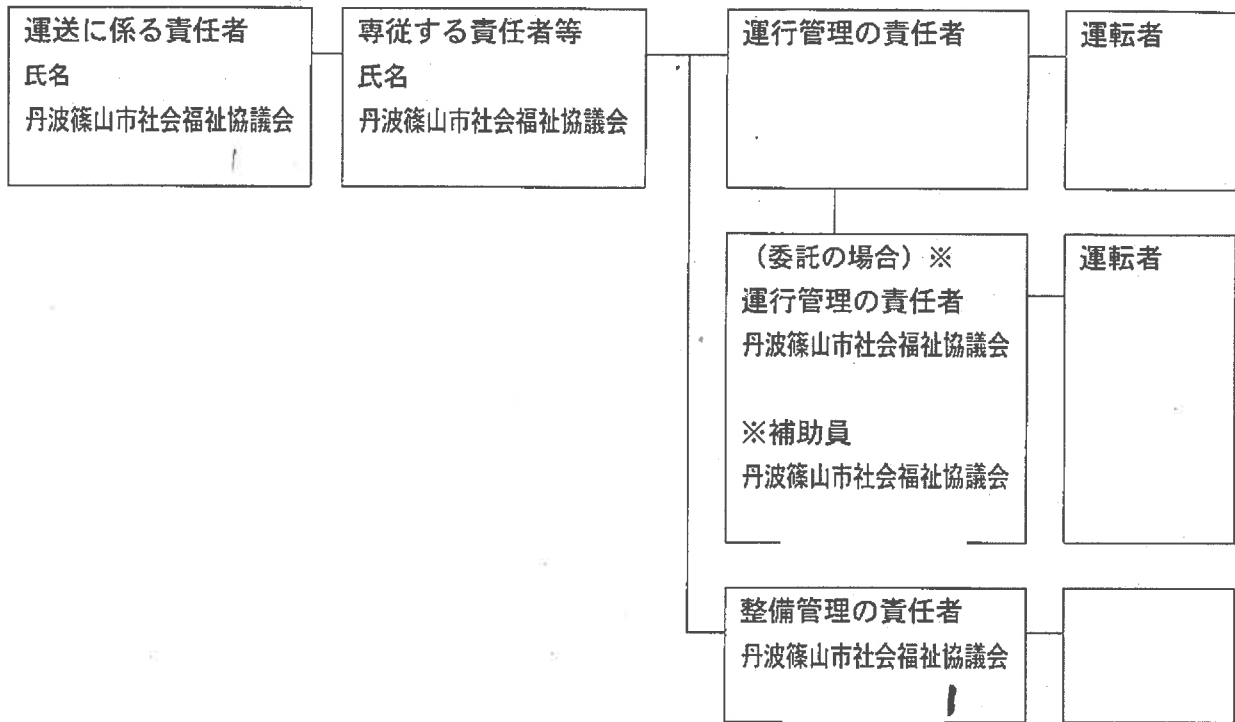 運送に係る責任者
氏名
丹波篠山市社会福祉協議会
専従する責任者等
氏名
丹波篠山市社会福祉協議会
運行管理の責任者
運転者
（委託の場合）※
運行管理の責任者
丹波篠山市社会福祉協議会
※補助員
丹波篠山市社会福祉協議会
運転者
整備管理の責任者
丹波篠山市社会福祉協議会